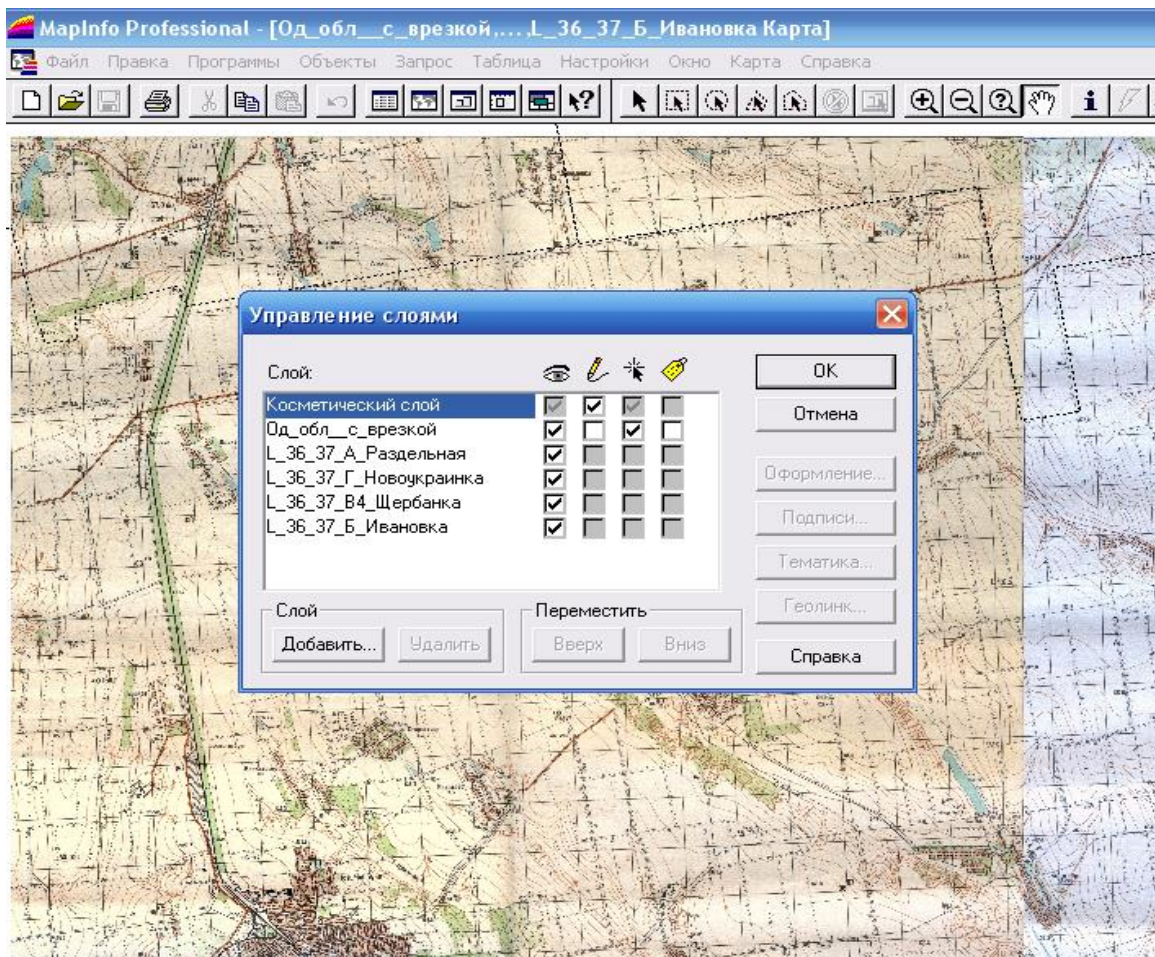 MapInfo Professional - [Од_обл__с_врезкой,...,L_36_37_Б_Ивановка Карта]
Файл Правка Программы Объекты Запрос Таблица Настройки Окно Карта Справка
Управление слоями
Слой:
Косметический слой
Од_обл__с_врезкой
L_36_37_А_Раздельная
L_36_37_Г_Новоукраинка
L_36_37_В4_Щербанка
L_36_37_Б_Ивановка
OK
Отмена
Оформление...
Подписи...
Тематика...
Геолинк...
Справка
Слой
Добавить... Удалить
Переместить
Вверх Вниз